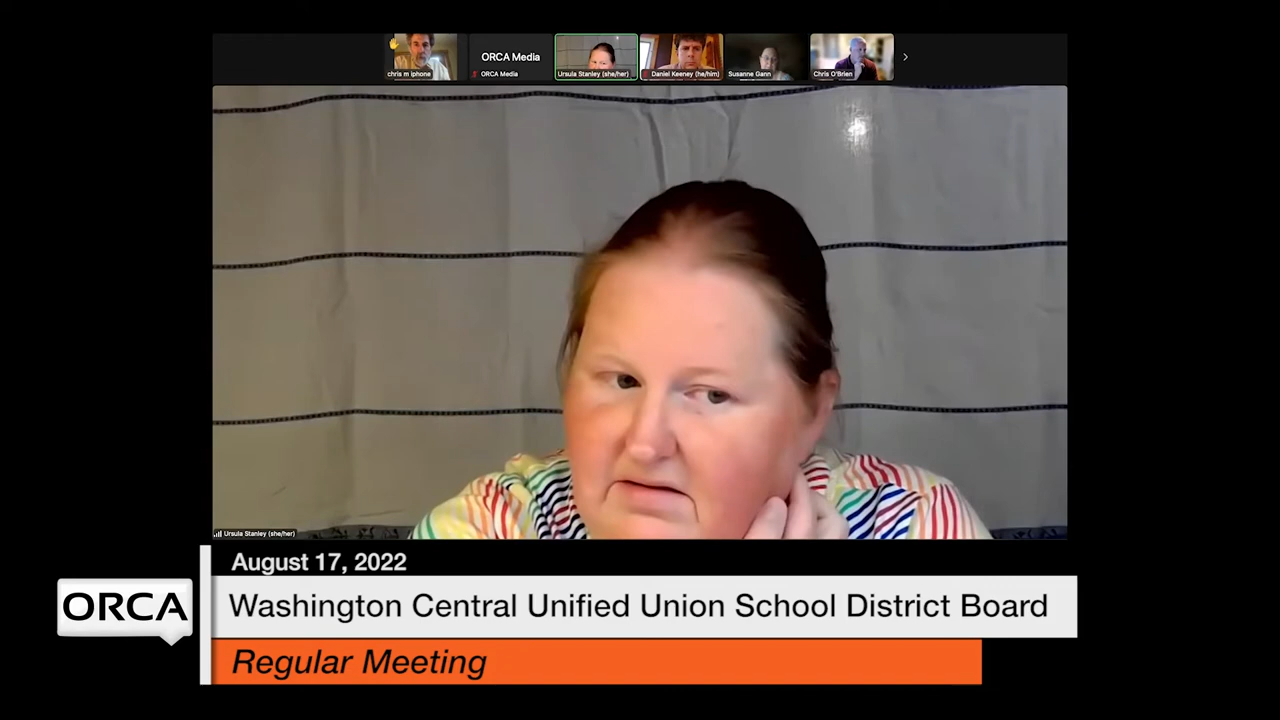 ORCA Media
chris m iphone
ORCA Media
Ursula Stanley (she/her)
Daniel Keeney (he/him)
Susanne Gann
Chris O'Brien
Ursula Stanley (she/her)
August 17, 2022
ORCA
Washington Central Unified Union School District Board
Regular Meeting